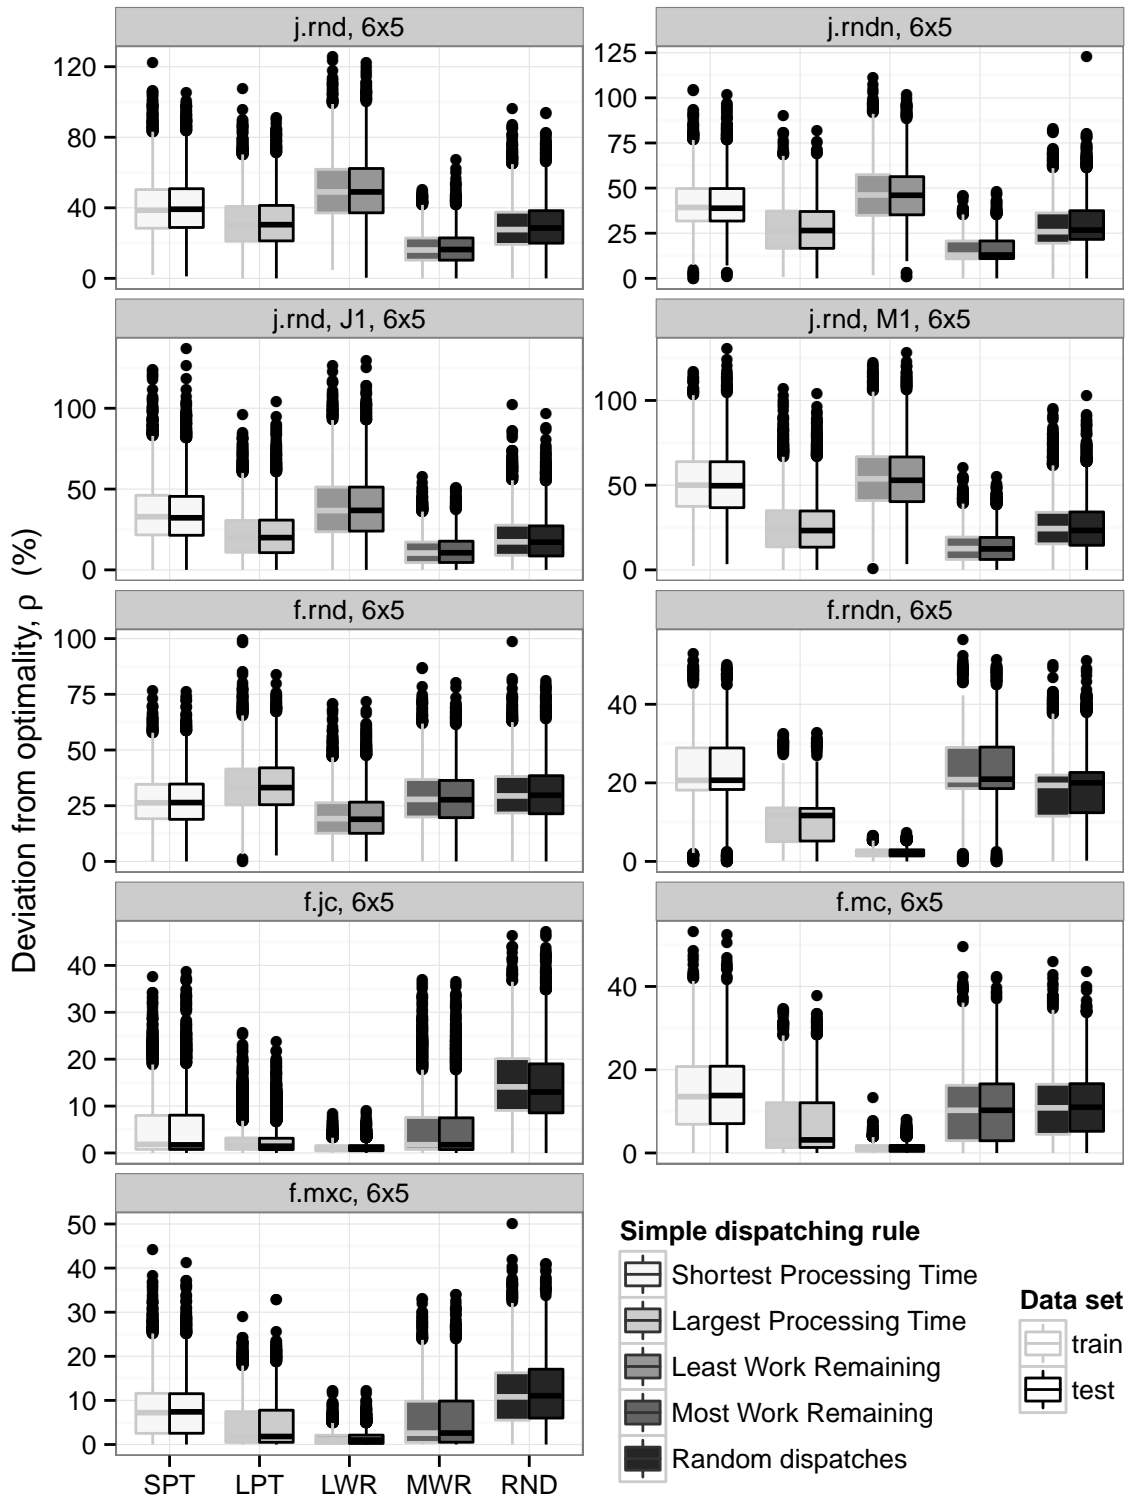 j.rnd, 6x5
120
80
40
0
j.rndn, 6x5
125
100
75
50
25
0
j.rnd, J1, 6x5
100
50
0
j.rnd, M1, 6x5
100
50
0
f.rnd, 6x5
100
75
50
25
0
f.rndn, 6x5
40
20
0
f.jc, 6x5
40
30
20
10
0
f.mc, 6x5
40
20
0
f.mxc, 6x5
50
40
30
20
10
0
SPT LPT LWR MWR RND
Deviation from optimality, ρ (%)
Simple dispatching rule
Shortest Processing Time
Largest Processing Time
Least Work Remaining
Most Work Remaining
Random dispatches
Data set
train
test